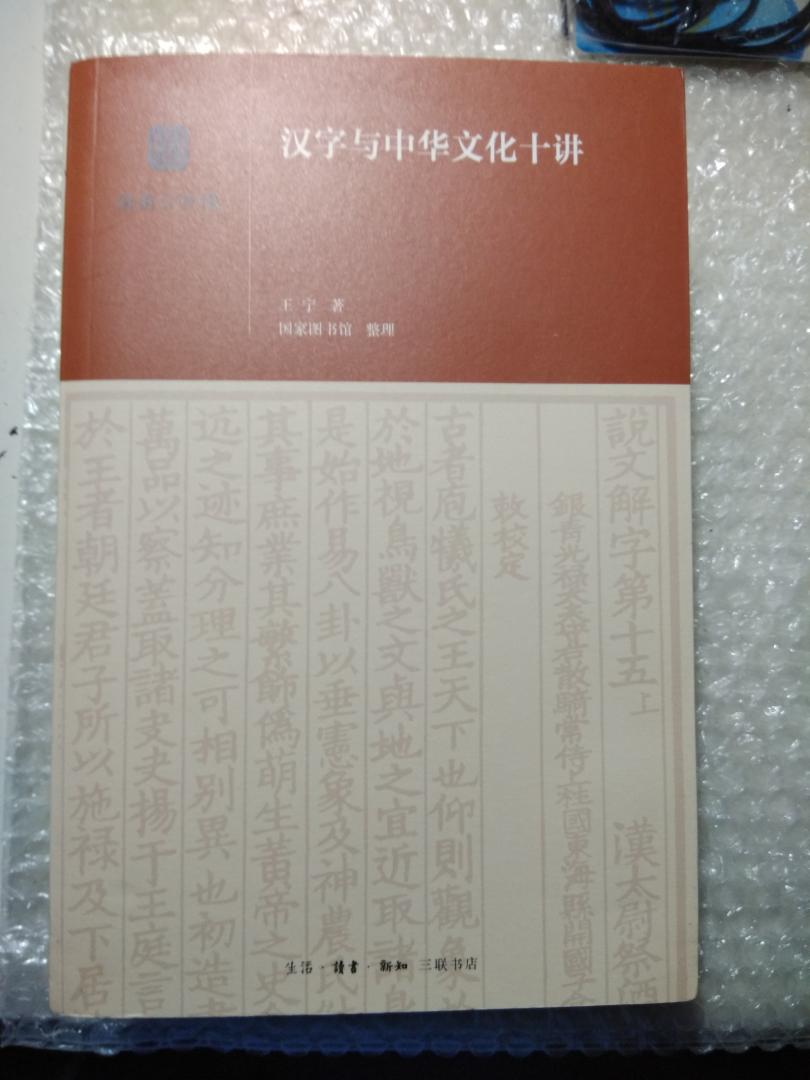 汉字与中华文化十讲
王宁 著
国家图书馆 整理
說文解字第十五上 漢太尉祭酒
銀青光祿大夫守右散騎常侍上柱國東海縣開國子食
敕校定
古者庖犧氏之王天下也仰則觀象
於地視鳥獸之文與地之宜近取諸身
是始作易八卦以垂憲象及神農氏
其事庶業其繁飾僞萌生黃帝之史
迒之迹知分理之可相別異也初造書
萬品以察蓋取諸夬夬揚于王庭言
於王者朝廷君子所以施祿及下居
生活·讀書·新知 三联书店